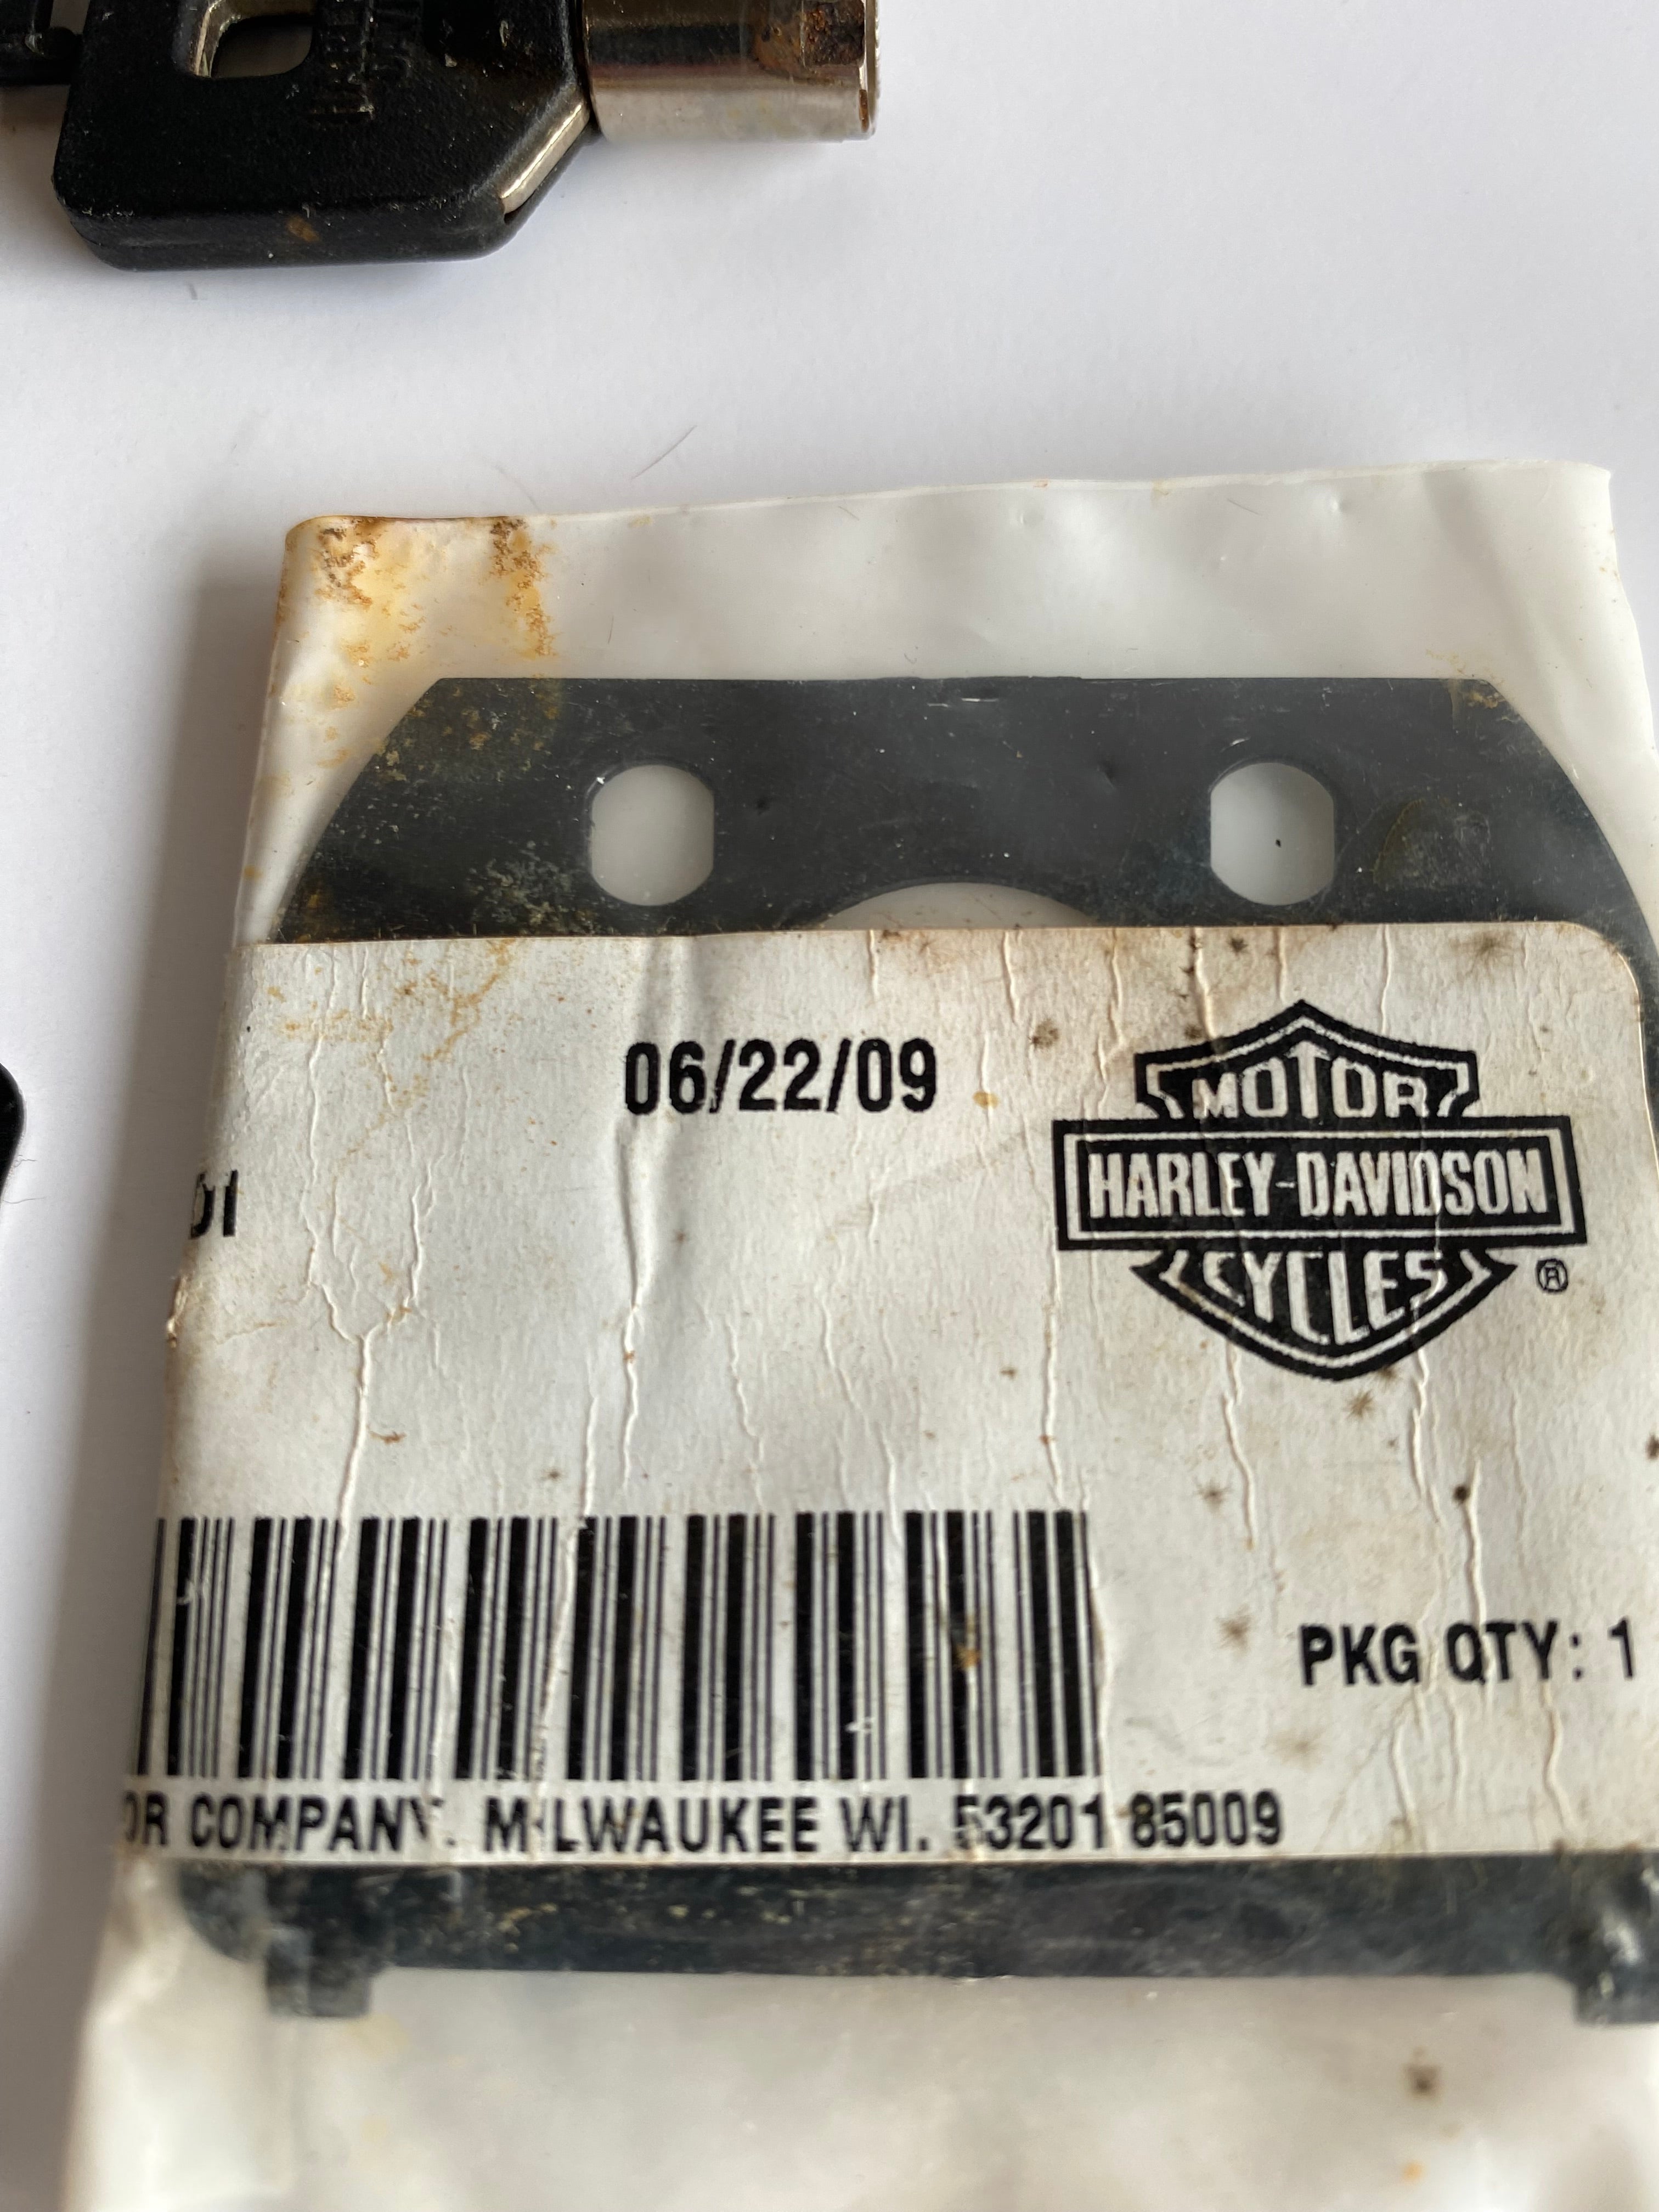 06/22/09
MOTOR
HARLEY-DAVIDSON
CYCLES
®
PKG QTY: 1
OR COMPANY. MILWAUKEE WI. 53201 85009